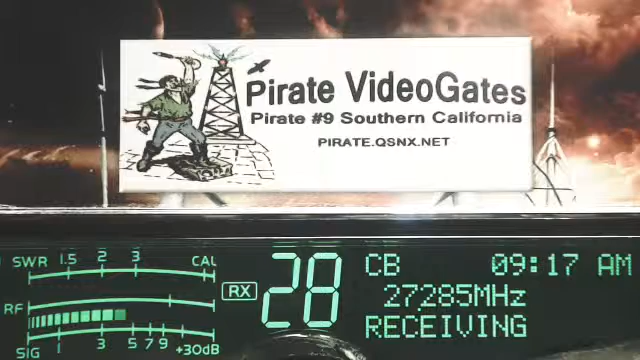 Pirate VideoGates
Pirate #9 Southern California
PIRATE.QSNX.NET
SWR 1.5 2 3 CAL
RX 28 CB 09:17 AM
RF 27285MHz
RECEIVING
SIG 1 3 5 7 9 +30dB